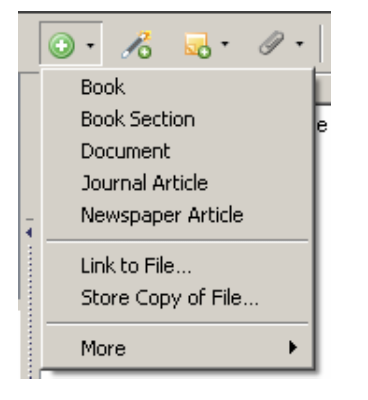 Book
Book Section
Document
Journal Article
Newspaper Article
Link to File...
Store Copy of File...
More